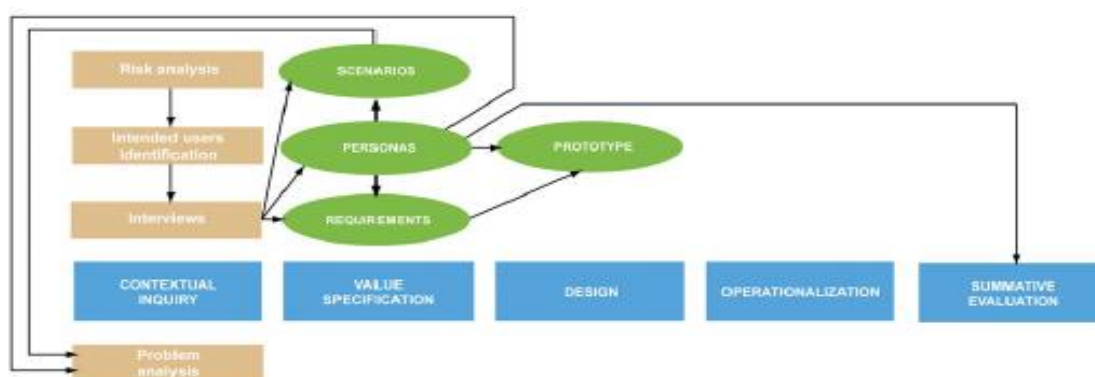 Risk analysis
SCENARIOS
Intended users
identification
PERSONAS
PROTOTYPE
Interviews
REQUIREMENTS
CONTEXTUAL
INQUIRY
VALUE
SPECIFICATION
DESIGN
OPERATIONALIZATION
SUMMATIVE
EVALUATION
Problem
analysis